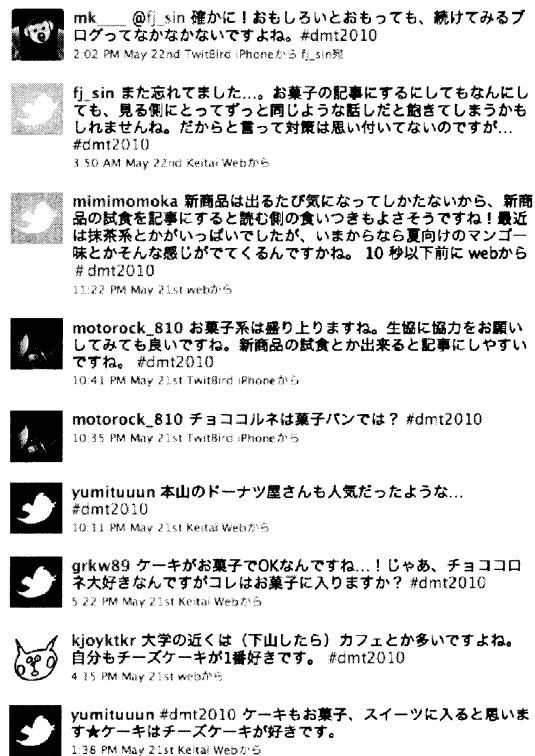 mk____ @fj_sin 確かに！おもしろいとおもっても、続けてみるブ
ログってなかなかないですよね。#dmt2010
2:02 PM May 22nd TwitBird iPhoneから fj_sin宛
fj_sin また忘れてました…。お菓子の記事にするにしてもなんにし
ても、見る側にとってずっと同じような話しだと飽きてしまうかも
しれませんね。だからと言って対策は思い付いてないのですが…
#dmt2010
3:50 AM May 22nd Keitai Webから
mimimomoka 新商品は出るたび気になってしかたないから、新商
品の試食を記事にすると読む側の食いつきもよさそうですね！最近
は抹茶系とかがいっぱいでしたが、いまからなら夏向けのマンゴー
味とかそんな感じがでてくるんですかね。 10 秒以下前に webから
#dmt2010
11:22 PM May 21st webから
motorock_810 お菓子系は盛り上りますね。生協に協力をお願い
してみても良いですね。新商品の試食とか出来ると記事にしやすい
ですね。 #dmt2010
10:41 PM May 21st TwitBird iPhoneから
motorock_810 チョココルネは菓子パンでは？ #dmt2010
10:35 PM May 21st TwitBird iPhoneから
yumituuun 本山のドーナツ屋さんも人気だったような…
#dmt2010
10:11 PM May 21st Keitai Webから
grkw89 ケーキがお菓子でOKなんですね…！じゃあ、チョココロ
ネ大好きなんですがコレはお菓子に入りますか？ #dmt2010
5:22 PM May 21st Keitai Webから
kjoyktkr 大学の近くは（下山したら）カフェとか多いですよね。
自分もチーズケーキが1番好きです。 #dmt2010
4:15 PM May 21st webから
yumituuun #dmt2010 ケーキもお菓子、スイーツに入ると思いま
す★ケーキはチーズケーキが好きです。
1:38 PM May 21st Keitai Webから